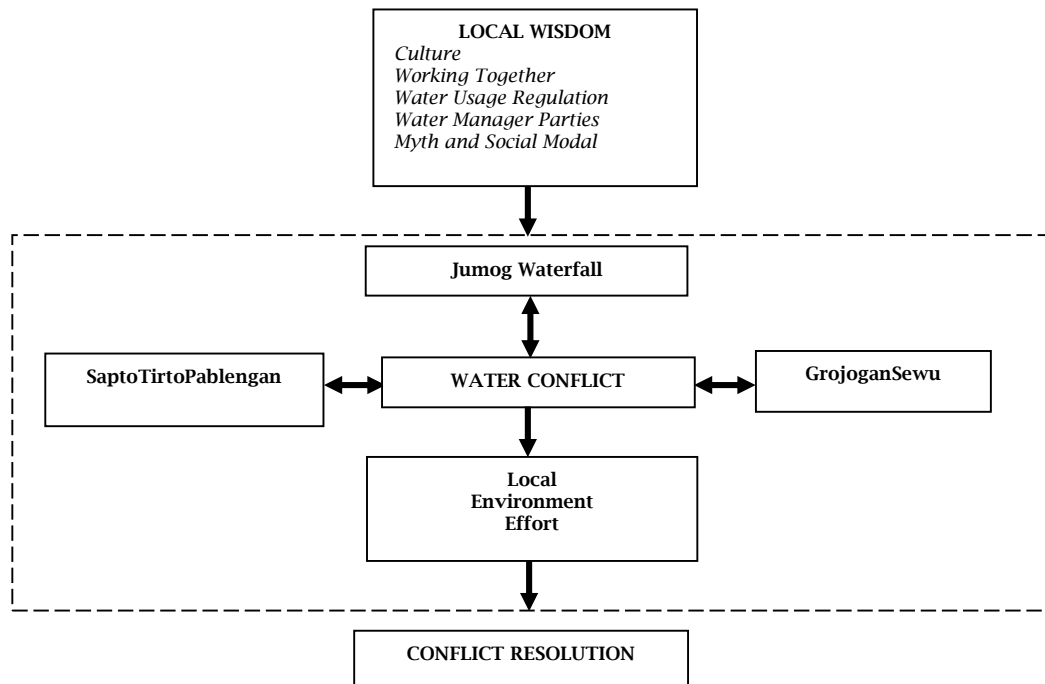 LOCAL WISDOM
Culture
Working Together
Water Usage Regulation
Water Manager Parties
Myth and Social Modal
Jumog Waterfall
SaptoTirtoPablengan
WATER CONFLICT
GrojoganSewu
Local
Environment
Effort
CONFLICT RESOLUTION